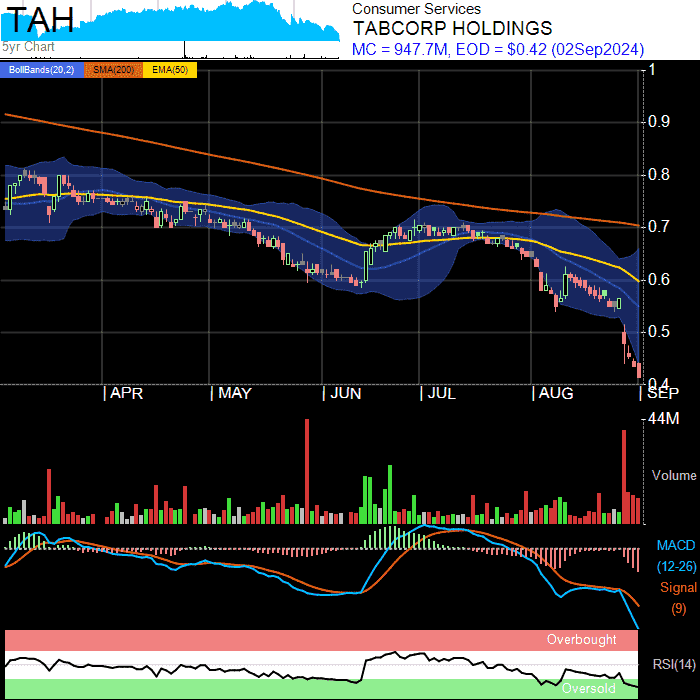 TAH
5yr Chart
Consumer Services
TABCORP HOLDINGS
MC = 947.7M, EOD = $0.42 (02Sep2024)
BollBands(20,2) SMA(200) EMA(50)
1
0.9
0.8
0.7
0.6
0.5
0.4
APR MAY JUN JUL AUG SEP
44M
Volume
MACD
(12-26)
Signal
(9)
Overbought
RSI(14)
Oversold